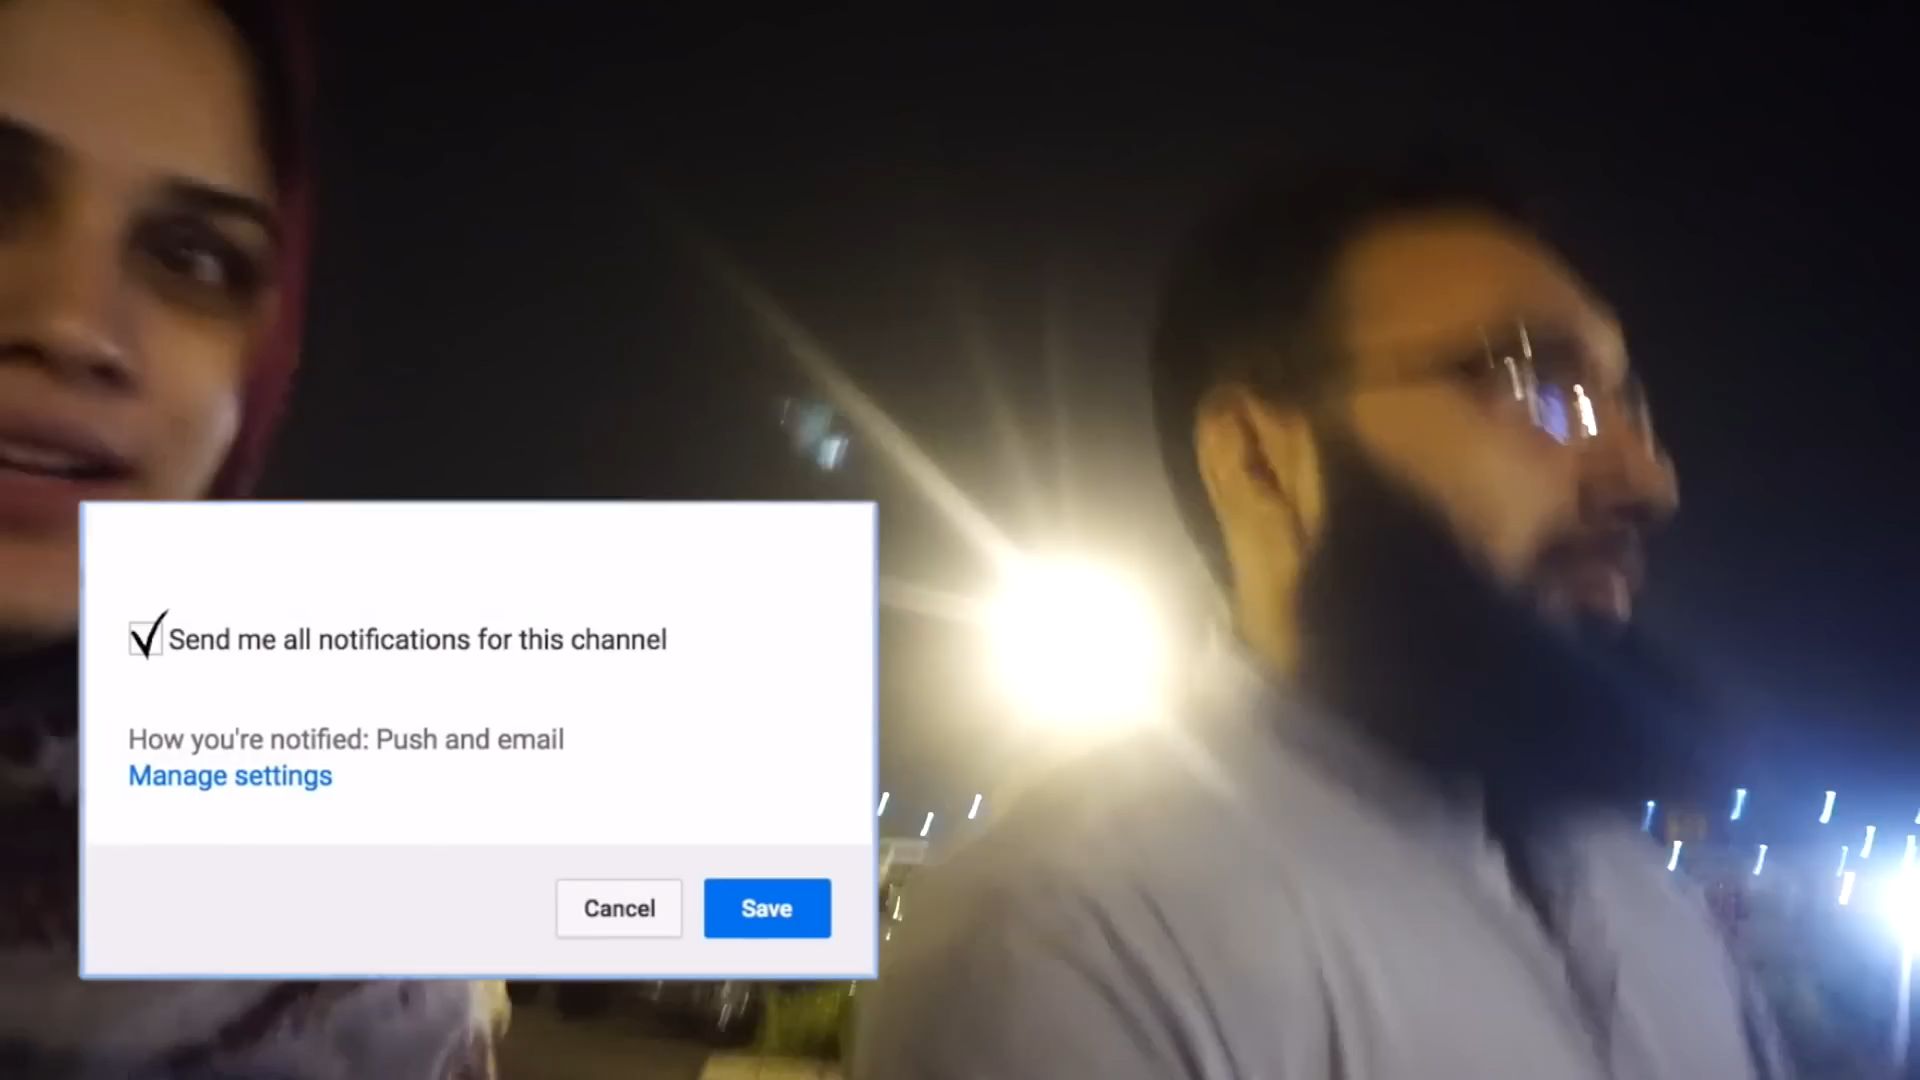 Send me all notifications for this channel
How you're notified: Push and email
Manage settings
Cancel
Save